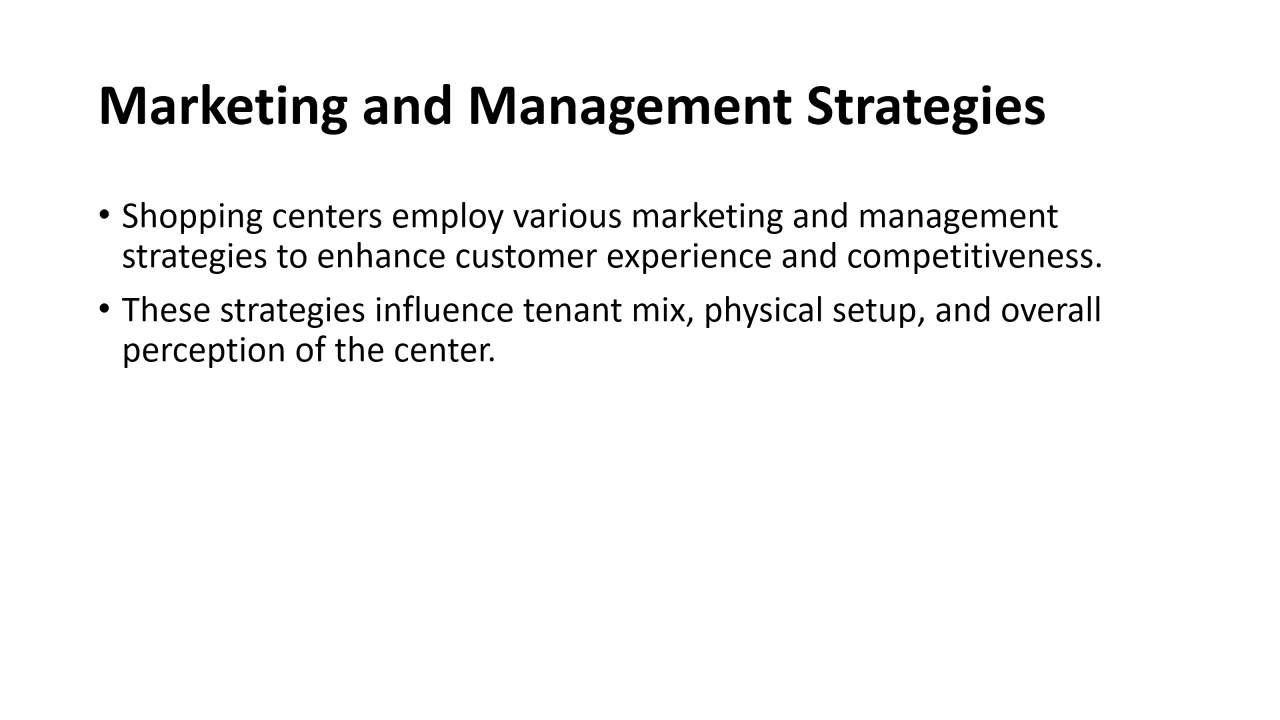 Marketing and Management Strategies
• Shopping centers employ various marketing and management
strategies to enhance customer experience and competitiveness.
• These strategies influence tenant mix, physical setup, and overall
perception of the center.